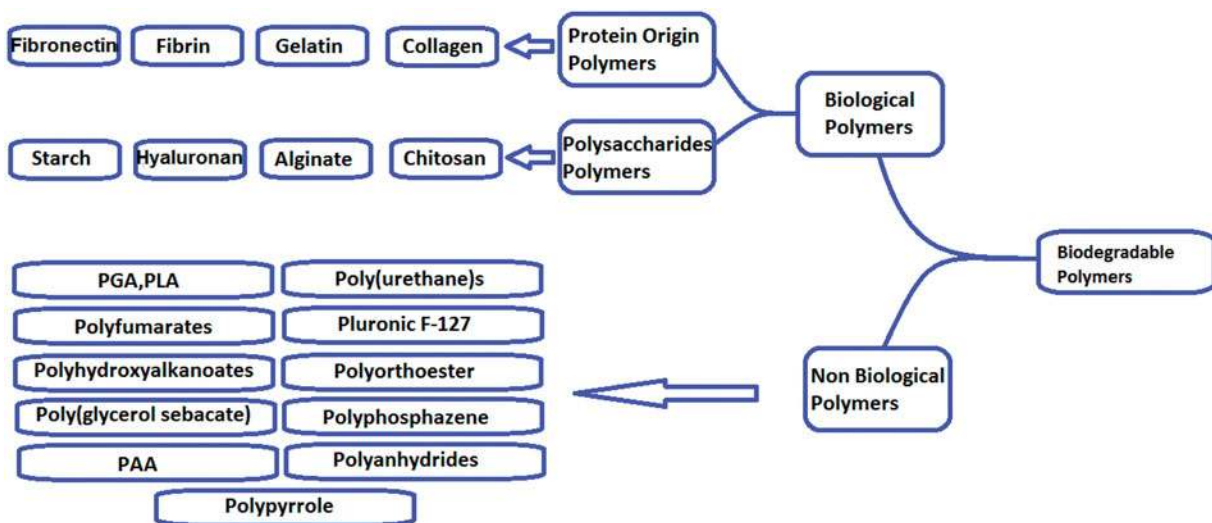 Fibronectin
Fibrin
Gelatin
Collagen
Protein Origin
Polymers
Biological
Polymers
Starch
Hyaluronan
Alginate
Chitosan
Polysaccharides
Polymers
Biodegradable
Polymers
PGA,PLA
Poly(urethane)s
Polyfumarates
Pluronic F-127
Polyhydroxyalkanoates
Polyorthoester
Non Biological
Polymers
Poly(glycerol sebacate)
Polyphosphazene
PAA
Polyanhydrides
Polypyrrole